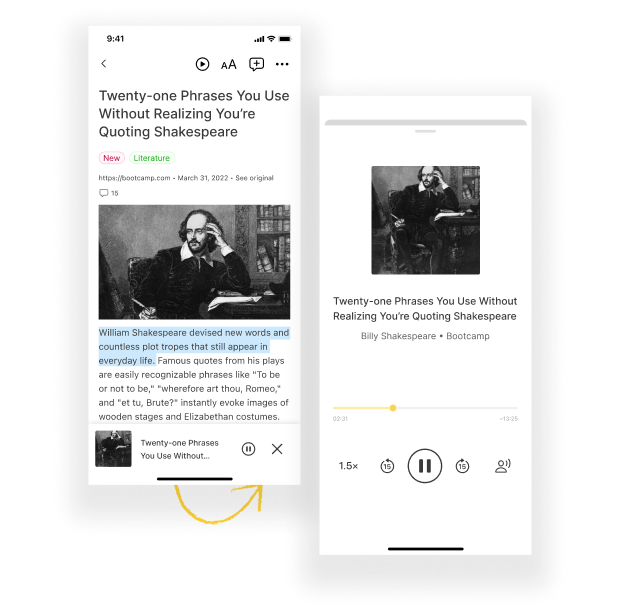 9:41
AA
Twenty-one Phrases You Use
Without Realizing You're
Quoting Shakespeare
New Literature
https://bootcamp.com • March 31, 2022 • See original
15
William Shakespeare devised new words and
countless plot tropes that still appear in
everyday life. Famous quotes from his plays
are easily recognizable phrases like "To be
or not to be," "wherefore art thou, Romeo,"
and "et tu, Brute?" instantly evoke images of
wooden stages and Elizabethan costumes.
Twenty-one Phrases
You Use Without...
Twenty-one Phrases You Use Without
Realizing You're Quoting Shakespeare
Billy Shakespeare • Bootcamp
02:31 -13:25
1.5× 15 15